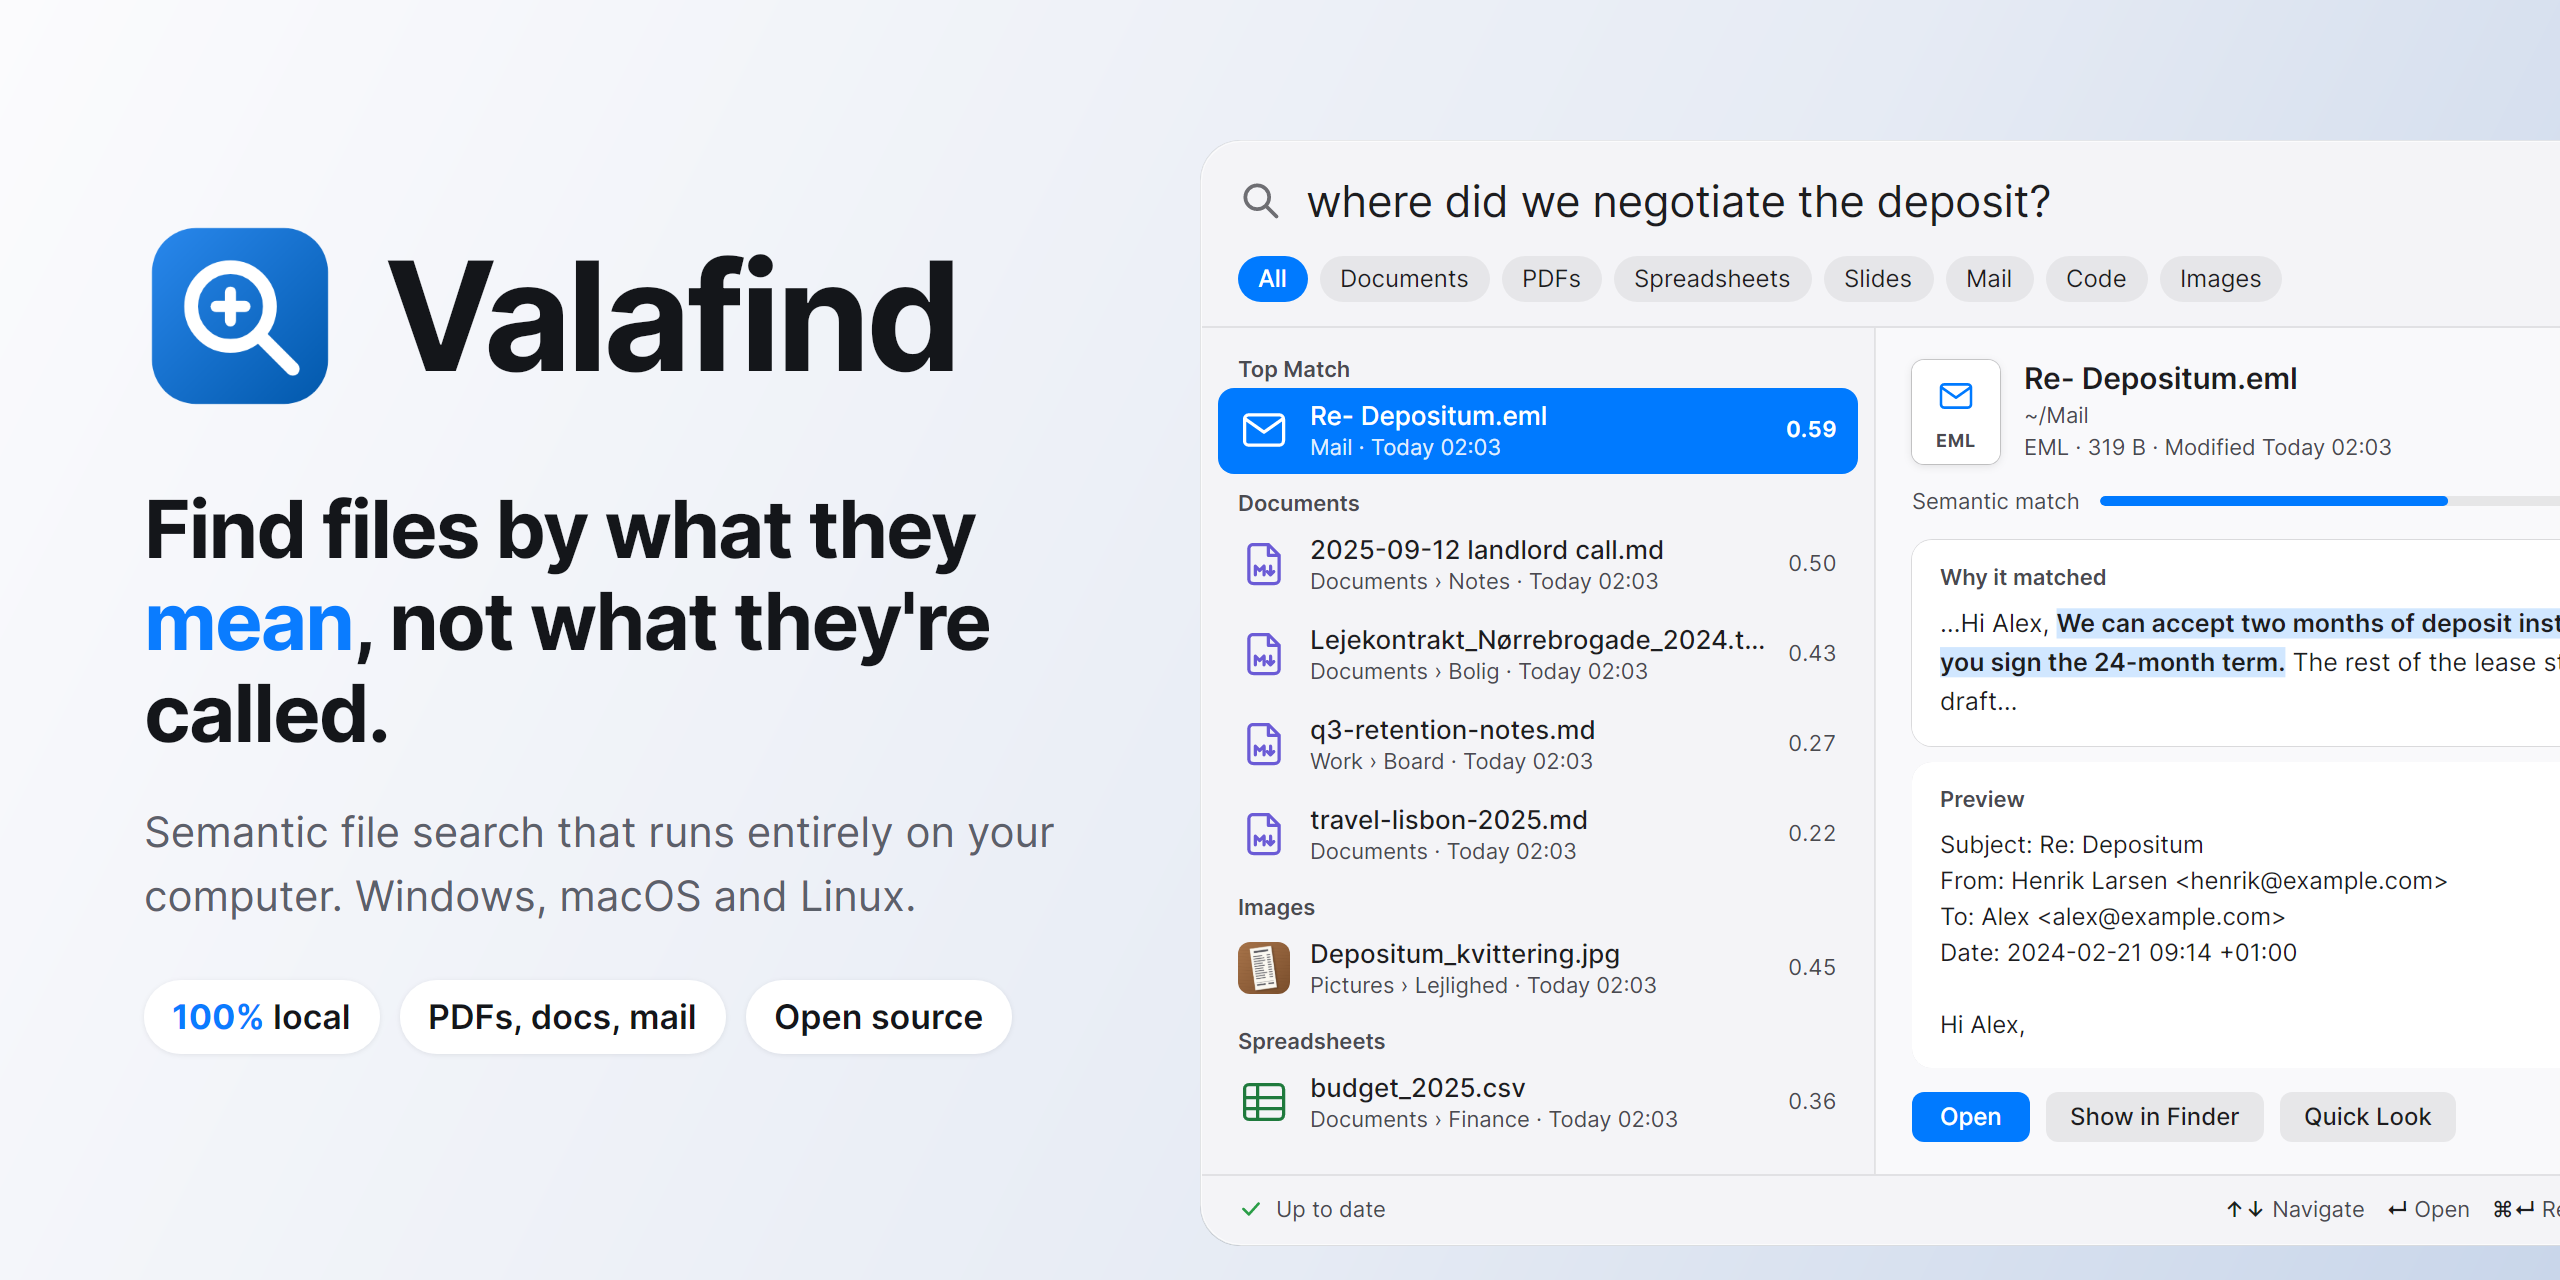 Valafind
Find files by what they
mean, not what they're
called.
Semantic file search that runs entirely on your
computer. Windows, macOS and Linux.
100% local
PDFs, docs, mail
Open source
where did we negotiate the deposit?
All
Documents
PDFs
Spreadsheets
Slides
Mail
Code
Images
Top Match
Re- Depositum.eml
0.59
Mail · Today 02:03
Documents
2025-09-12 landlord call.md
0.50
Documents › Notes · Today 02:03
Lejekontrakt_Nørrebrogade_2024.t...
0.43
Documents › Bolig · Today 02:03
q3-retention-notes.md
0.27
Work › Board · Today 02:03
travel-lisbon-2025.md
0.22
Documents · Today 02:03
Images
Depositum_kvittering.jpg
0.45
Pictures › Lejlighed · Today 02:03
Spreadsheets
budget_2025.csv
0.36
Documents › Finance · Today 02:03
EML
Re- Depositum.eml
~/Mail
EML · 319 B · Modified Today 02:03
Semantic match
Why it matched
...Hi Alex, We can accept two months of deposit
you sign the 24-month term. The rest of the lease
draft...
Preview
Subject: Re: Depositum
From: Henrik Larsen <henrik@example.com>
To: Alex <alex@example.com>
Date: 2024-02-21 09:14 +01:00
Hi Alex,
Open
Show in Finder
Quick Look
✓ Up to date
↑↓ Navigate
↵ Open
⌘↵